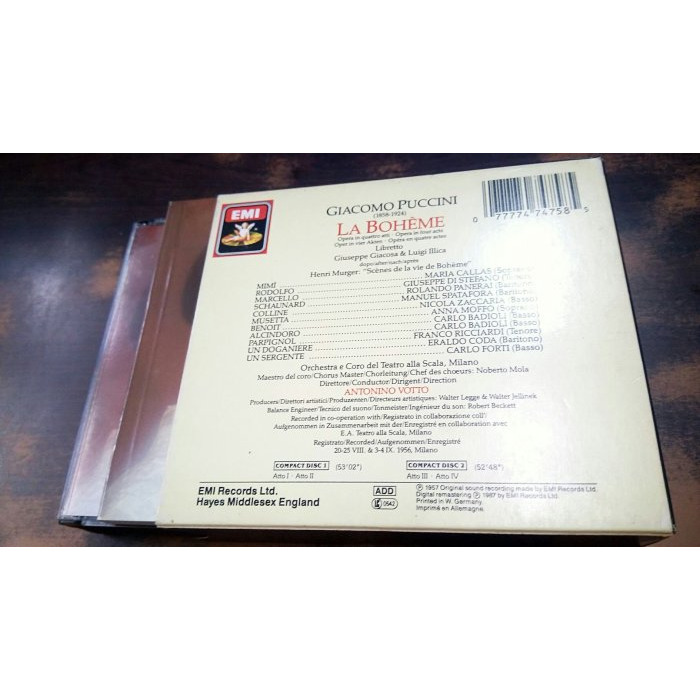 EMI
GIACOMO PUCCINI
(1858-1924)
LA BOHÈME
Opera in quattro atti · Opera in four acts
Oper in vier Akten · Opéra en quatre actes
Libretto
Giuseppe Giacosa & Luigi Illica
dopo/after/nach/après
Henri Murger: "Scènes de la vie de Bohème"
0 77774 74758 5
MIMÌ MARIA CALLAS
RODOLFO GIUSEPPE DI STEFANO
MARCELLO ROLANDO PANERAI (Baritono)
SCHAUNARD MANUEL SPATAFORA (Baritono)
COLLINE NICOLA ZACCARIA (Basso)
MUSETTA ANNA MOFFO
BENOIT CARLO BADIOLI (Basso)
ALCINDORO CARLO BADIOLI (Basso)
PARPIGNOL FRANCO RICCIARDI (Tenore)
UN DOGANIERE ERALDO CODA (Baritono)
UN SERGENTE CARLO FORTI (Basso)
Orchestra e Coro del Teatro alla Scala, Milano
Maestro del coro/Chorus Master/Chorleitung/Chef des chœurs: Noberto Mola
Direttore/Conductor/Dirigent/Direction
ANTONINO VOTTO
Producers/Direttori artistici/Produzenten/Directeurs artistiques: Walter Legge & Walter Jellinek
Balance Engineer/Tecnico del suono/Tonmeister/Ingénieur du son: Robert Beckett
Recorded in co-operation with/Registrato in collaborazione coll'/
Aufgenommen in Zusammenarbeit mit der/Enregistré en collaboration avec
E.A. Teatro alla Scala, Milano
Registrato/Recorded/Aufgenommen/Enregistré
20-25 VIII. & 3-4 IX. 1956, Milano
COMPACT DISC 1 (53'02")
Atto I · Atto II
COMPACT DISC 2 (52'48")
Atto III · Atto IV
EMI Records Ltd.
Hayes Middlesex England
ADD
LC 0542
℗ 1957 Original sound recording made by EMI Records Ltd.
Digital remastering ℗ 1987 by EMI Records Ltd.
Printed in W. Germany.
Imprimé en Allemagne.